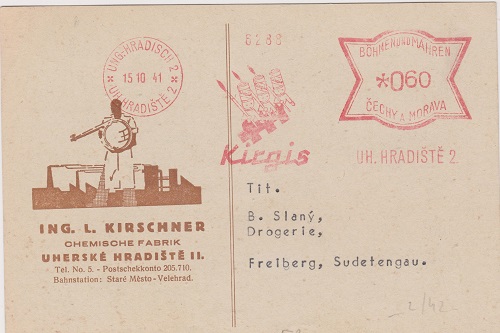 UNG.-HRADISCH 2
15 10 41
UH. HRADIŠTĚ 2
6286
BÖHMEN UND MÄHREN
*060
ČECHY A MORAVA
Kirgis
UH. HRADIŠTĚ 2
ING. L. KIRSCHNER
CHEMISCHE FABRIK
UHERSKÉ HRADIŠTĚ II.
Tel. No. 5. - Postscheckkonto 205.710.
Bahnstation: Staré Město - Velehrad.
Tit.
B. Slaný,
Drogerie,
Freiberg, Sudetengau.
2/42